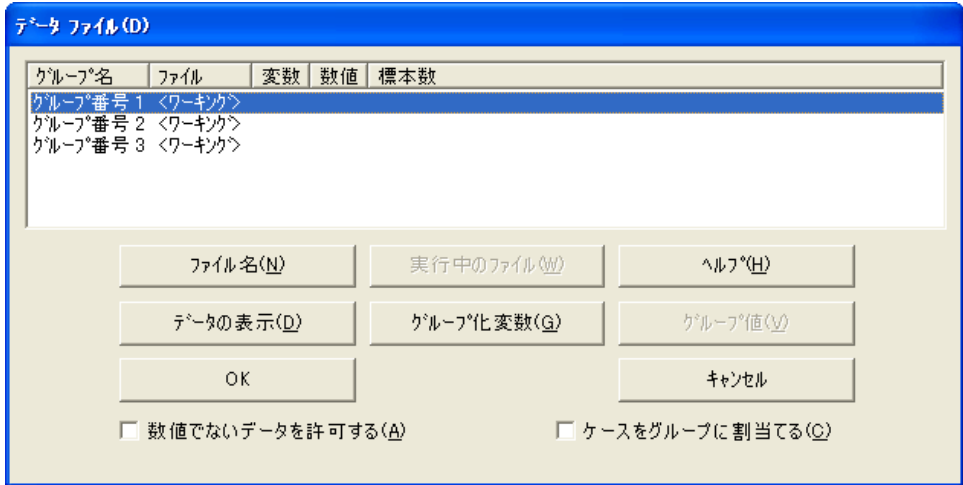 データ ファイル(D)
グループ名 ファイル 変数 数値 標本数
グループ番号 1 <ワーキング>
グループ番号 2 <ワーキング>
グループ番号 3 <ワーキング>
ファイル名(N) 実行中のファイル(W) ヘルプ(H)
データの表示(D) グループ化変数(G) グループ値(V)
OK キャンセル
数値でないデータを許可する(A) ケースをグループに割当てる(C)